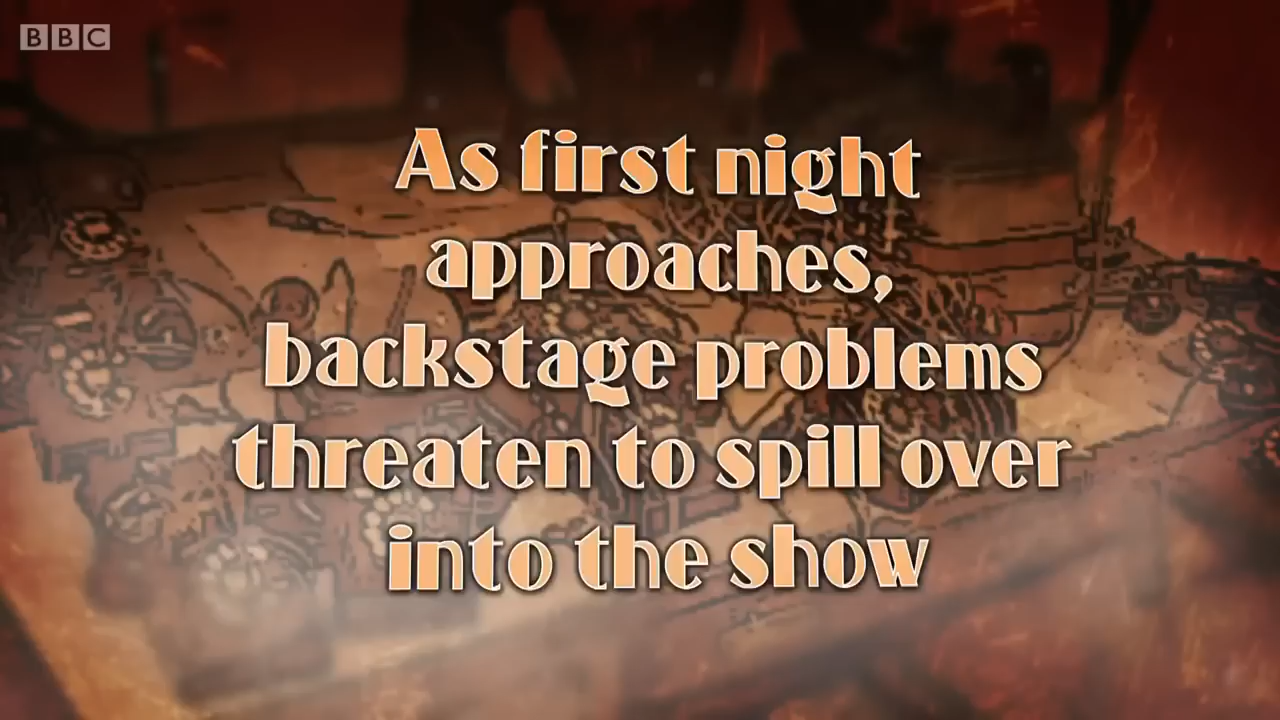 BBC
As first night
approaches,
backstage problems
threaten to spill over
into the show